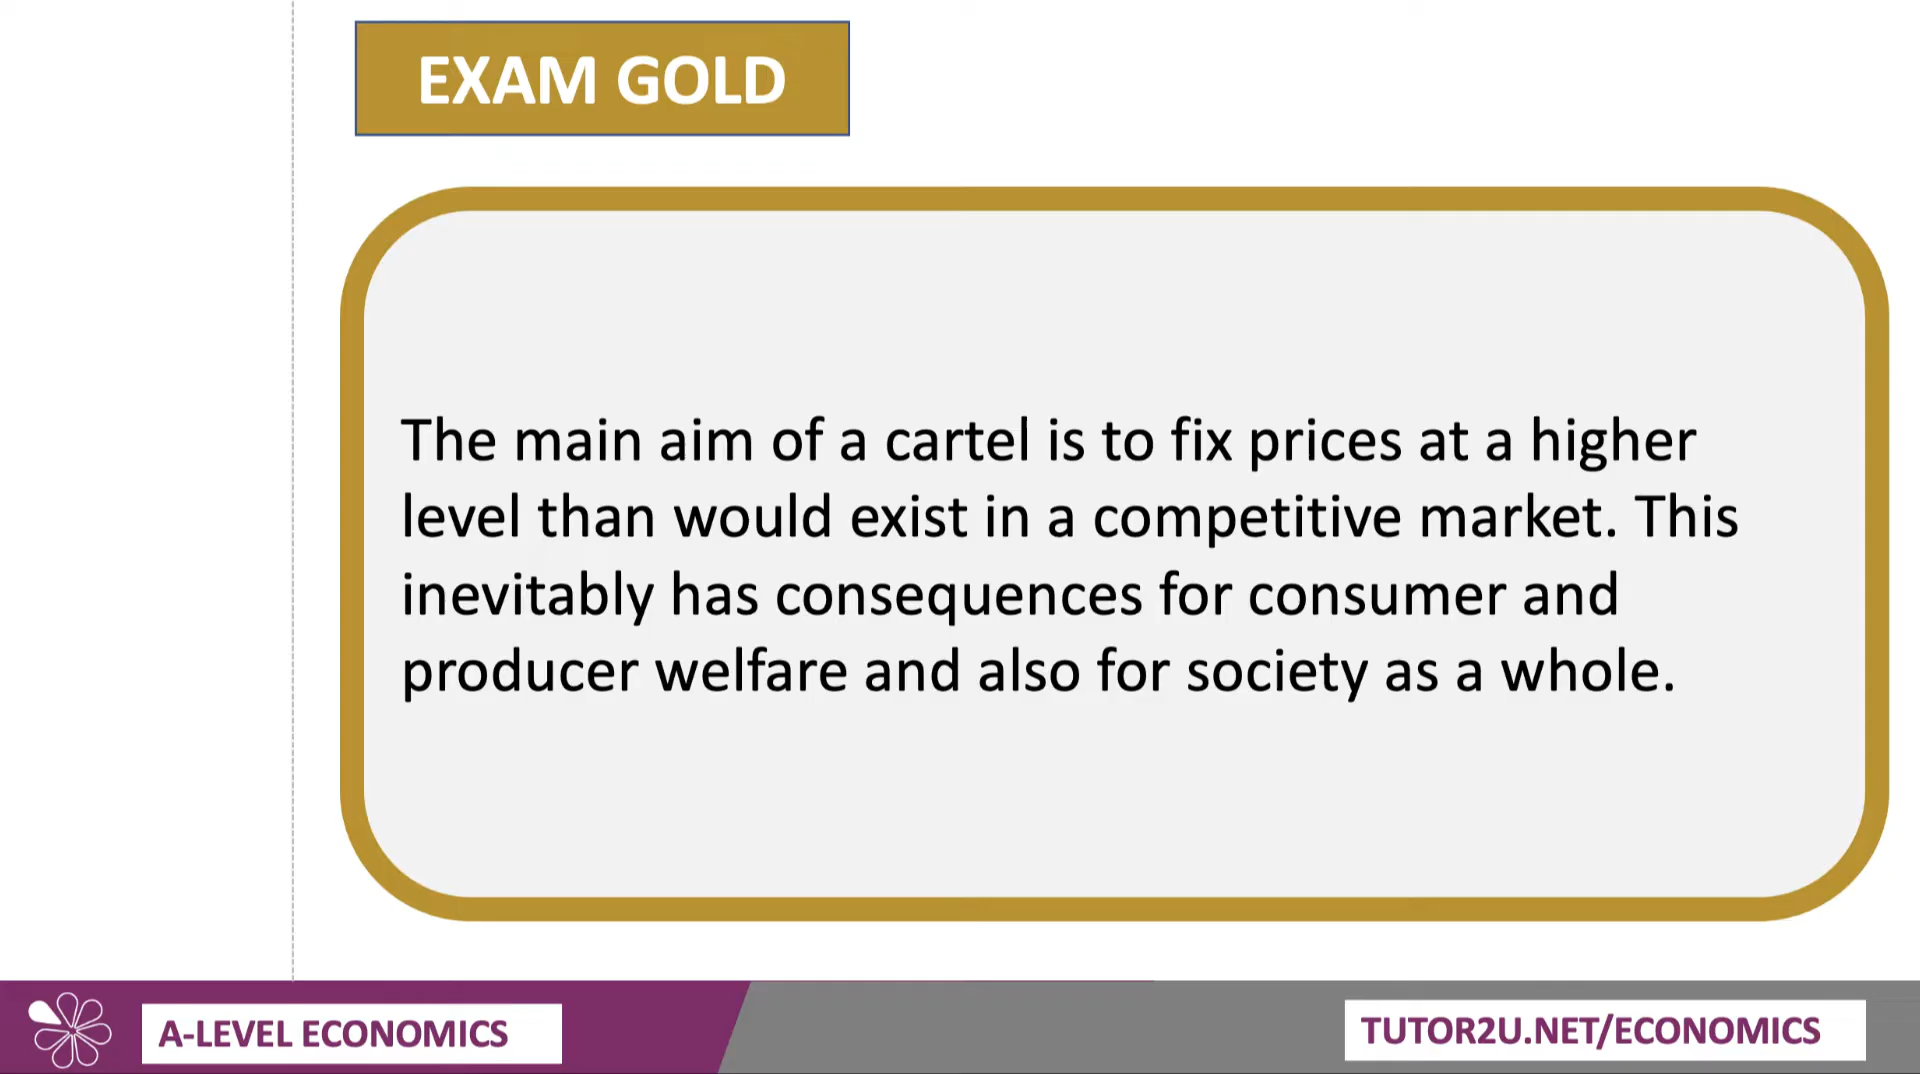 EXAM GOLD
The main aim of a cartel is to fix prices at a higher
level than would exist in a competitive market. This
inevitably has consequences for consumer and
producer welfare and also for society as a whole.
A-LEVEL ECONOMICS
TUTOR2U.NET/ECONOMICS